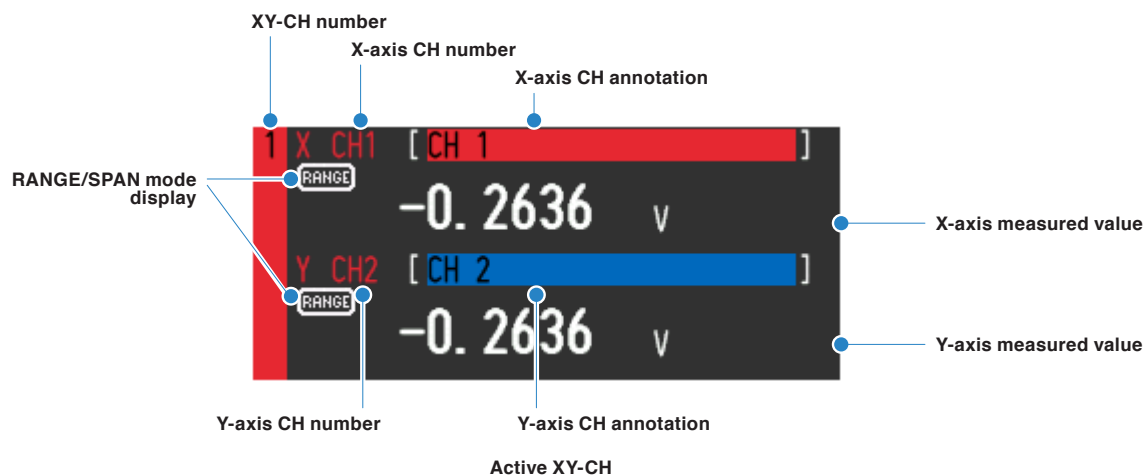 XY-CH number
X-axis CH number
X-axis CH annotation
1 X CH1 [CH 1]
RANGE/SPAN mode
display
RANGE
-0. 2636 V
X-axis measured value
Y CH2 [CH 2]
RANGE
-0. 2636 V
Y-axis measured value
Y-axis CH number
Y-axis CH annotation
Active XY-CH